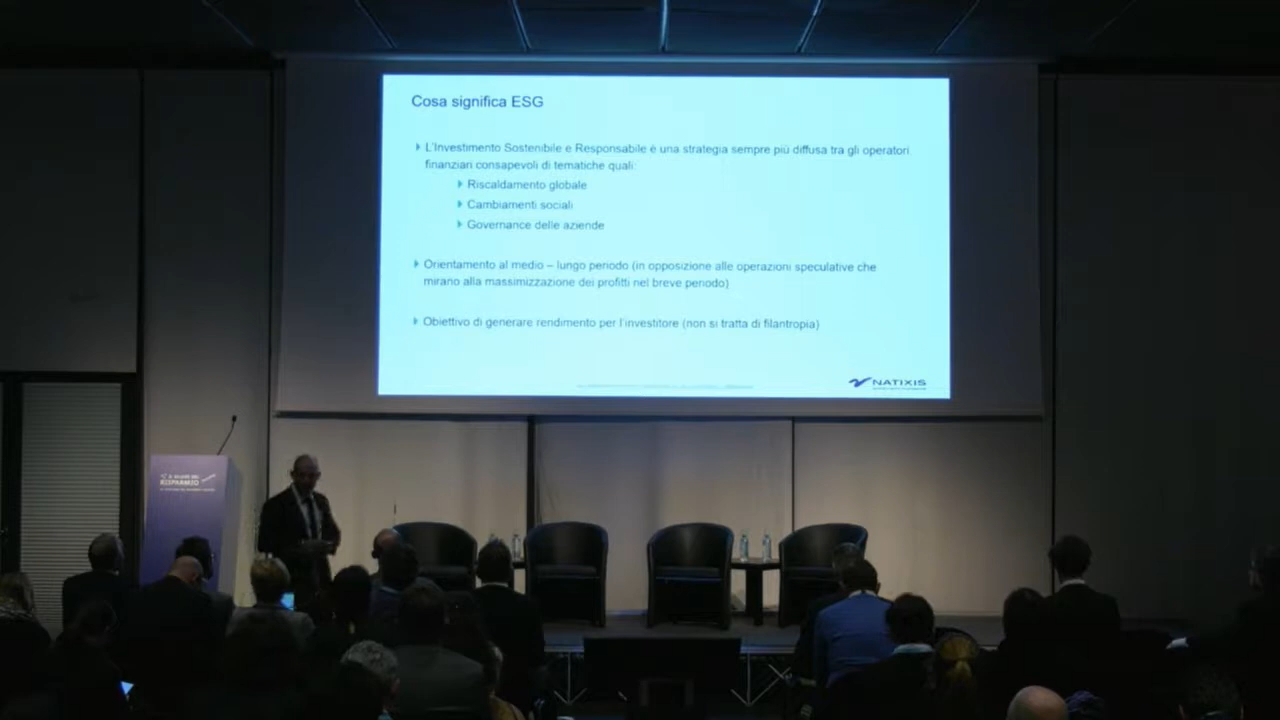 Cosa significa ESG
L'Investimento Sostenibile e Responsabile è una strategia sempre più diffusa tra gli operatori
finanziari consapevoli di tematiche quali:
Riscaldamento globale
Cambiamenti sociali
Governance delle aziende
Orientamento al medio – lungo periodo (in opposizione alle operazioni speculative che
mirano alla massimizzazione dei profitti nel breve periodo)
Obiettivo di generare rendimento per l'investitore (non si tratta di filantropia)
NATIXIS
RISPARMIO